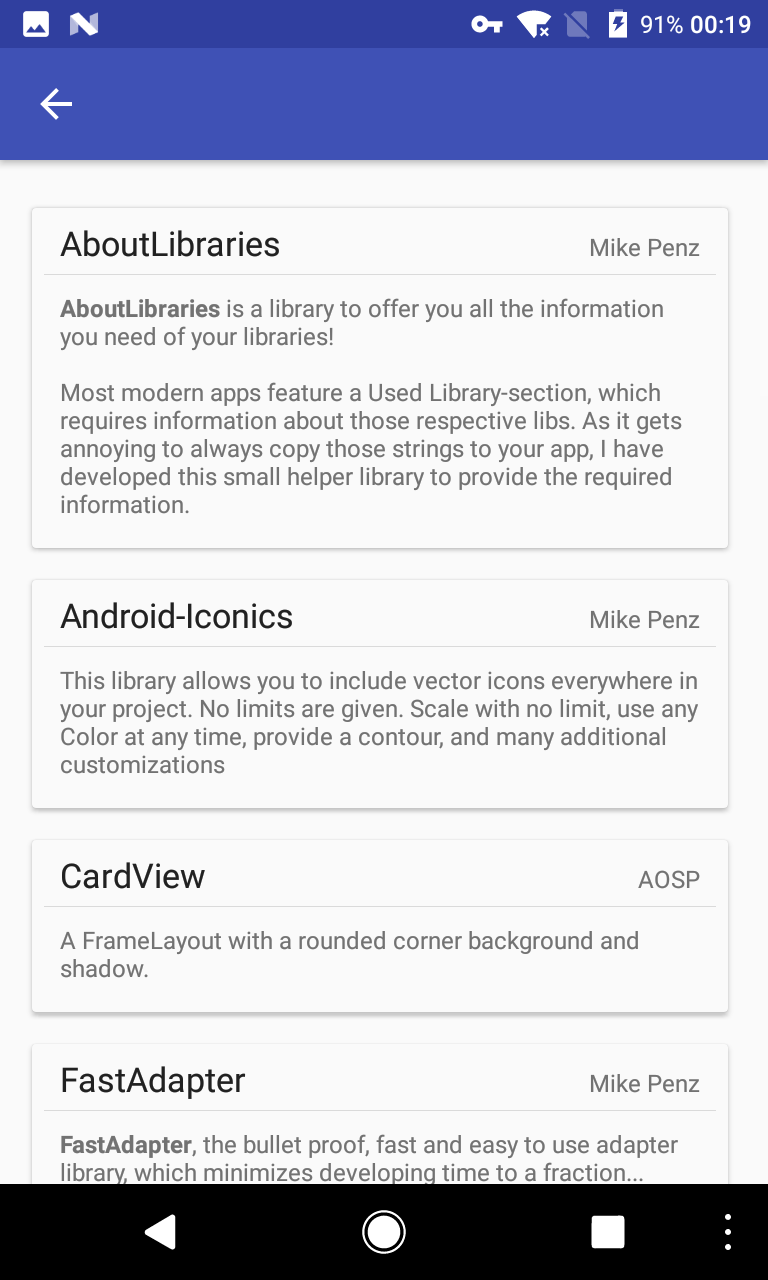 91% 00:19
AboutLibraries
Mike Penz
AboutLibraries is a library to offer you all the information
you need of your libraries!
Most modern apps feature a Used Library-section, which
requires information about those respective libs. As it gets
annoying to always copy those strings to your app, I have
developed this small helper library to provide the required
information.
Android-Iconics
Mike Penz
This library allows you to include vector icons everywhere in
your project. No limits are given. Scale with no limit, use any
Color at any time, provide a contour, and many additional
customizations
CardView
AOSP
A FrameLayout with a rounded corner background and
shadow.
FastAdapter
Mike Penz
FastAdapter, the bullet proof, fast and easy to use adapter
library, which minimizes developing time to a fraction...